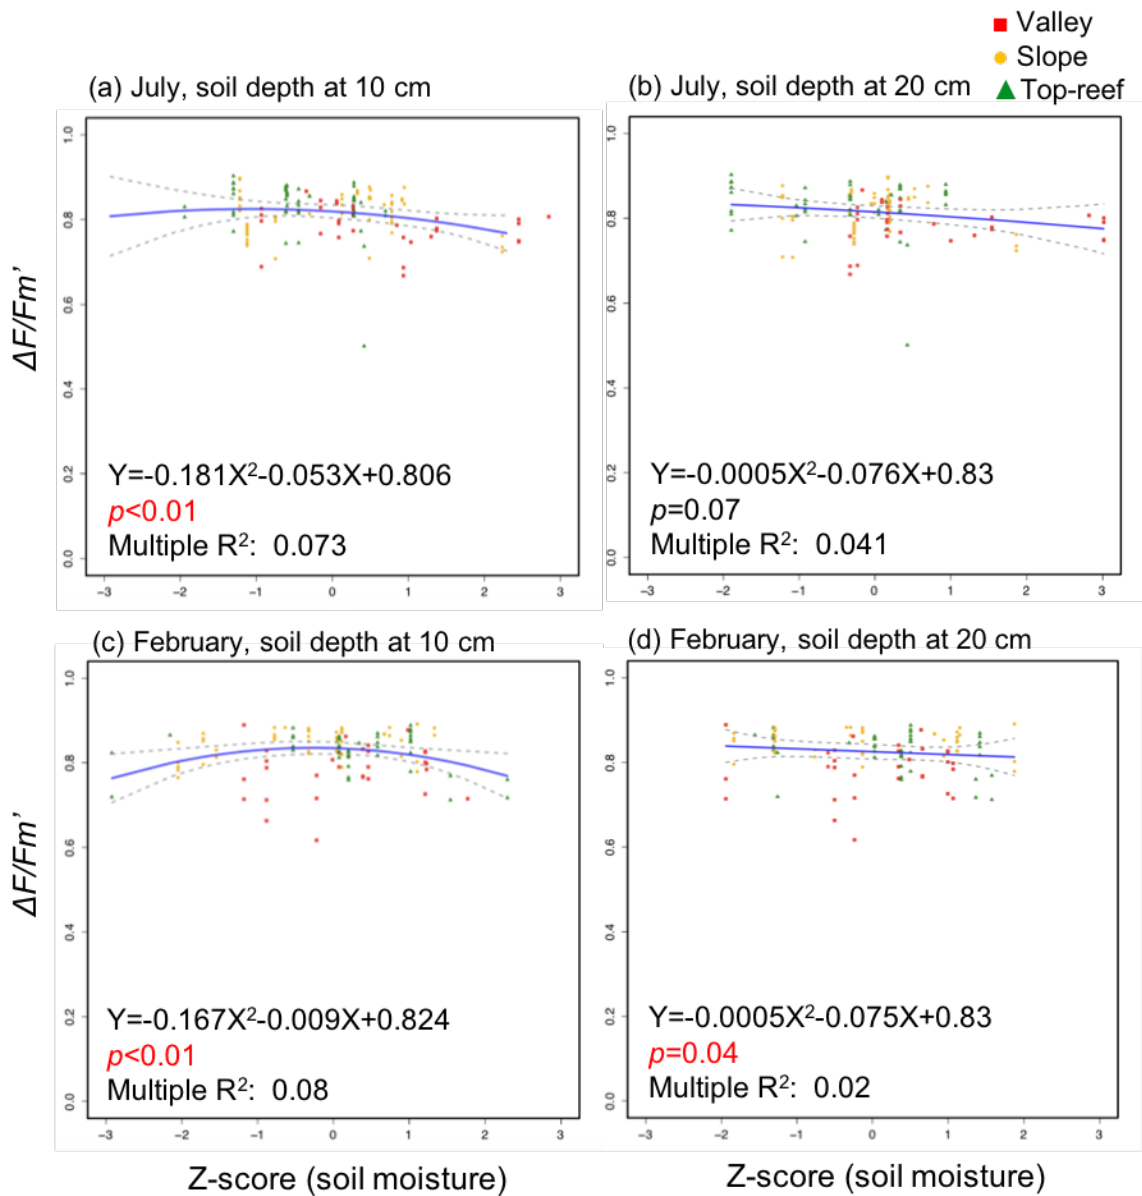 Valley
Slope
Top-reef
(a) July, soil depth at 10 cm
(b) July, soil depth at 20 cm
ΔF/Fm’
1.0
0.8
0.6
0.4
0.2
0.0
Y=-0.181X²-0.053X+0.806
p<0.01
Multiple R²: 0.073
−3 −2 −1 0 1 2 3
1.0
0.8
0.6
0.4
0.2
0.0
Y=-0.0005X²-0.076X+0.83
p=0.07
Multiple R²: 0.041
−3 −2 −1 0 1 2 3
(c) February, soil depth at 10 cm
(d) February, soil depth at 20 cm
ΔF/Fm’
1.0
0.8
0.6
0.4
0.2
0.0
Y=-0.167X²-0.009X+0.824
p<0.01
Multiple R²: 0.08
−3 −2 −1 0 1 2 3
1.0
0.8
0.6
0.4
0.2
0.0
Y=-0.0005X²-0.075X+0.83
p=0.04
Multiple R²: 0.02
−3 −2 −1 0 1 2 3
Z-score (soil moisture)
Z-score (soil moisture)